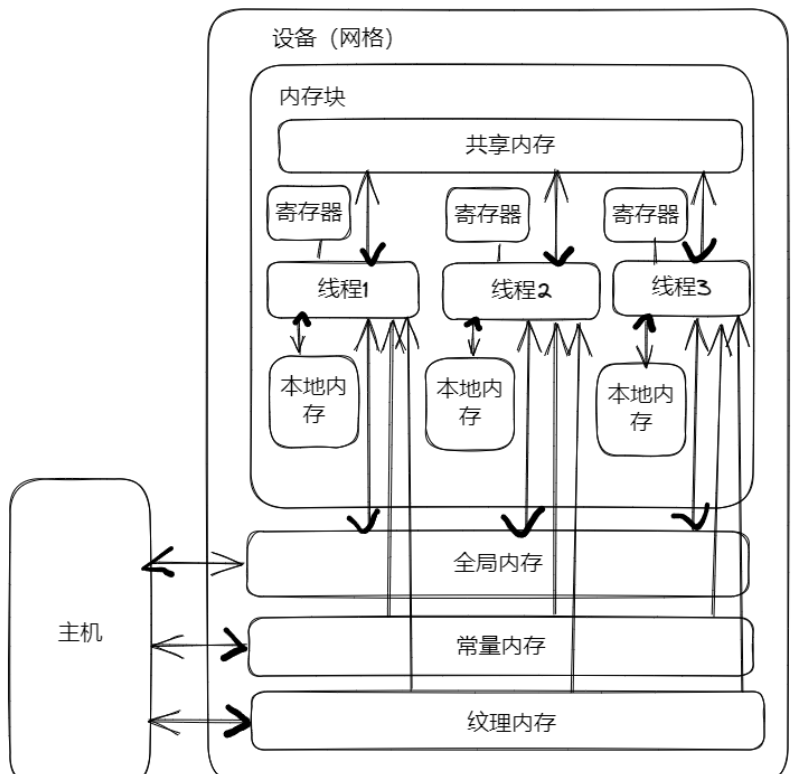 设备（网格）
内存块
共享内存
寄存器
寄存器
寄存器
线程1
线程2
线程3
本地内
存
本地内
存
本地内
存
全局内存
主机
常量内存
纹理内存